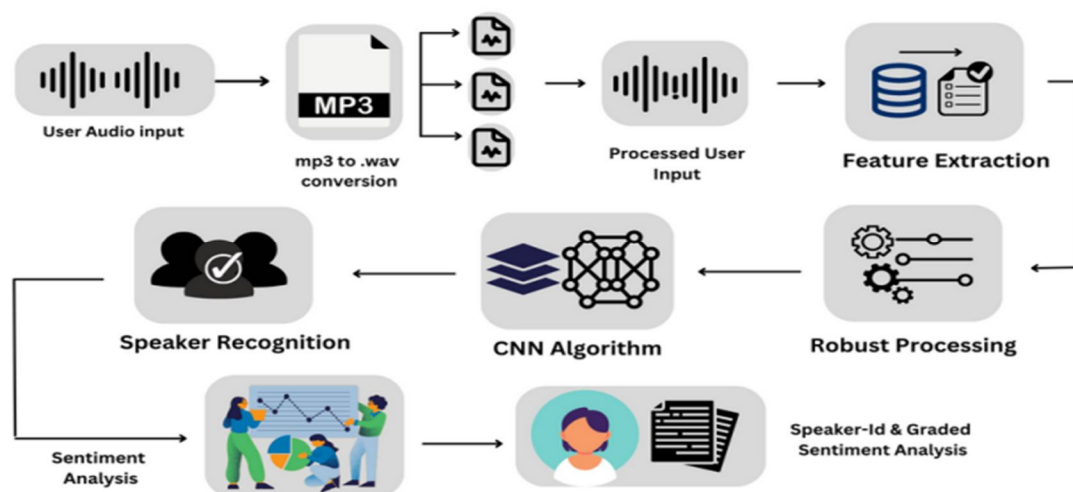 MP3
User Audio input
mp3 to .wav
conversion
Processed User
Input
Feature Extraction
Speaker Recognition
CNN Algorithm
Robust Processing
Sentiment
Analysis
Speaker-Id & Graded
Sentiment Analysis